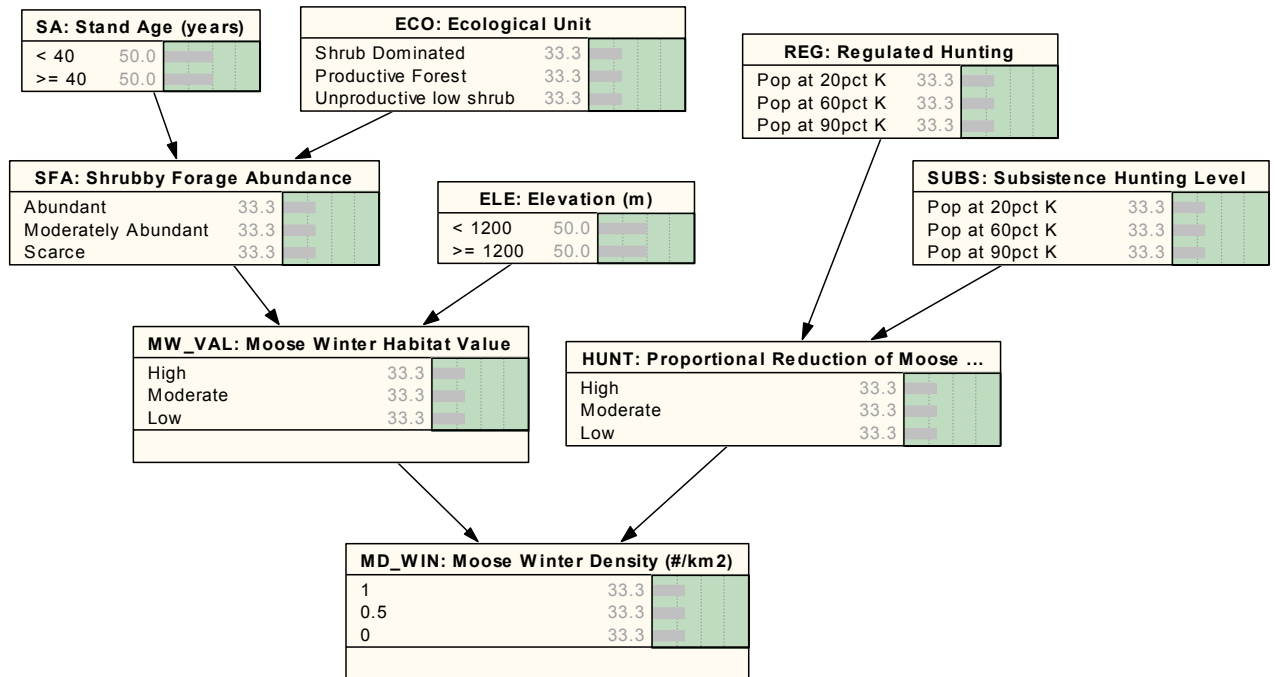 SA: Stand Age (years)
< 40 50.0
>= 40 50.0
ECO: Ecological Unit
Shrub Dominated 33.3
Productive Forest 33.3
Unproductive low shrub 33.3
REG: Regulated Hunting
Pop at 20pct K 33.3
Pop at 60pct K 33.3
Pop at 90pct K 33.3
SFA: Shrubby Forage Abundance
Abundant 33.3
Moderately Abundant 33.3
Scarce 33.3
ELE: Elevation (m)
< 1200 50.0
>= 1200 50.0
SUBS: Subsistence Hunting Level
Pop at 20pct K 33.3
Pop at 60pct K 33.3
Pop at 90pct K 33.3
MW_VAL: Moose Winter Habitat Value
High 33.3
Moderate 33.3
Low 33.3
HUNT: Proportional Reduction of Moose ...
High 33.3
Moderate 33.3
Low 33.3
MD_WIN: Moose Winter Density (#/km2)
1 33.3
0.5 33.3
0 33.3